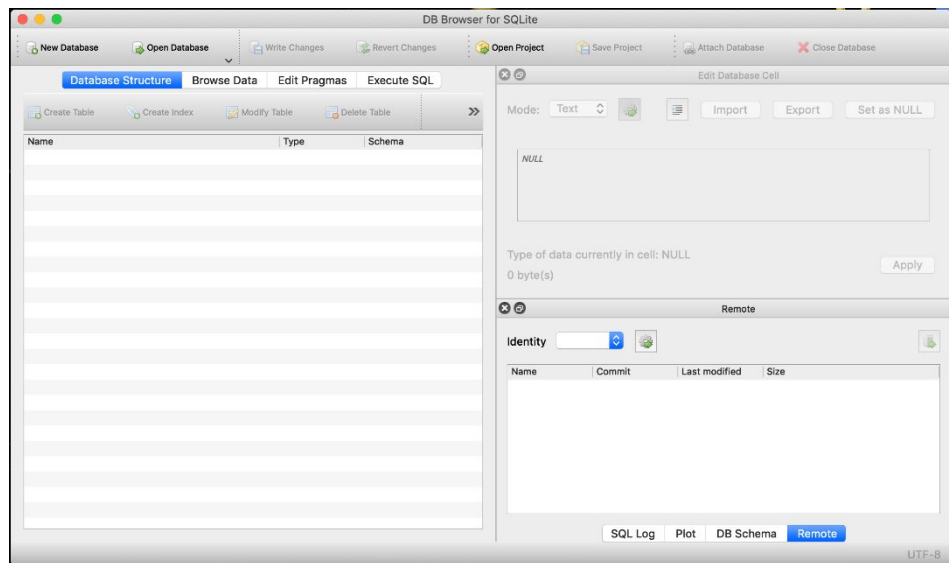 DB Browser for SQLite
New Database Open Database Write Changes Revert Changes Open Project Save Project Attach Database Close Database
Database Structure Browse Data Edit Pragmas Execute SQL
Create Table Create Index Modify Table Delete Table »
Name Type Schema
Edit Database Cell
Mode: Text Import Export Set as NULL
NULL
Type of data currently in cell: NULL
0 byte(s)
Apply
Remote
Identity
Name Commit Last modified Size
SQL Log Plot DB Schema Remote
UTF-8